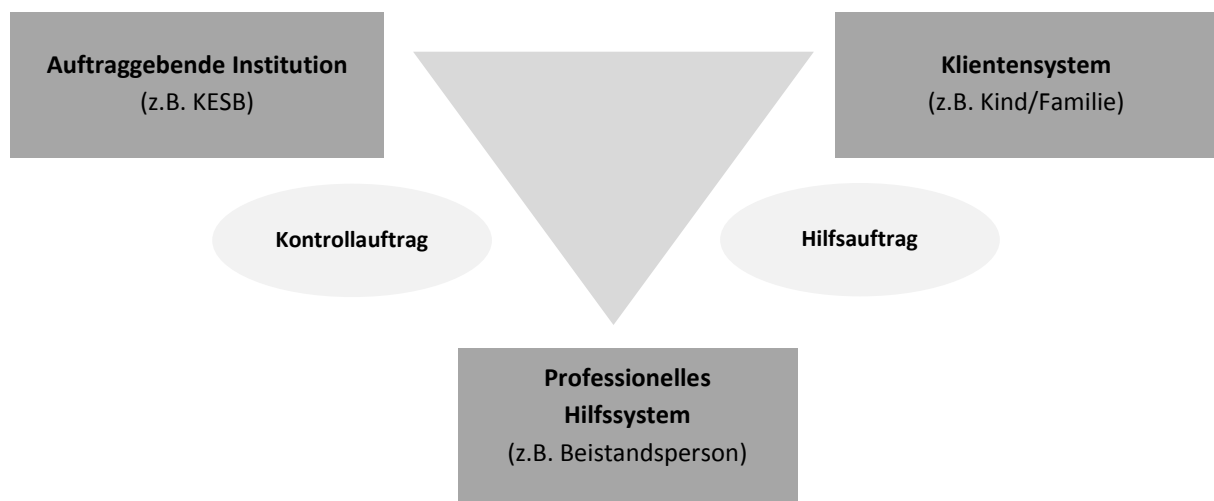 Auftraggebende Institution
(z.B. KESB)
Klientensystem
(z.B. Kind/Familie)
Kontrollauftrag
Hilfsauftrag
Professionelles
Hilfssystem
(z.B. Beistandsperson)